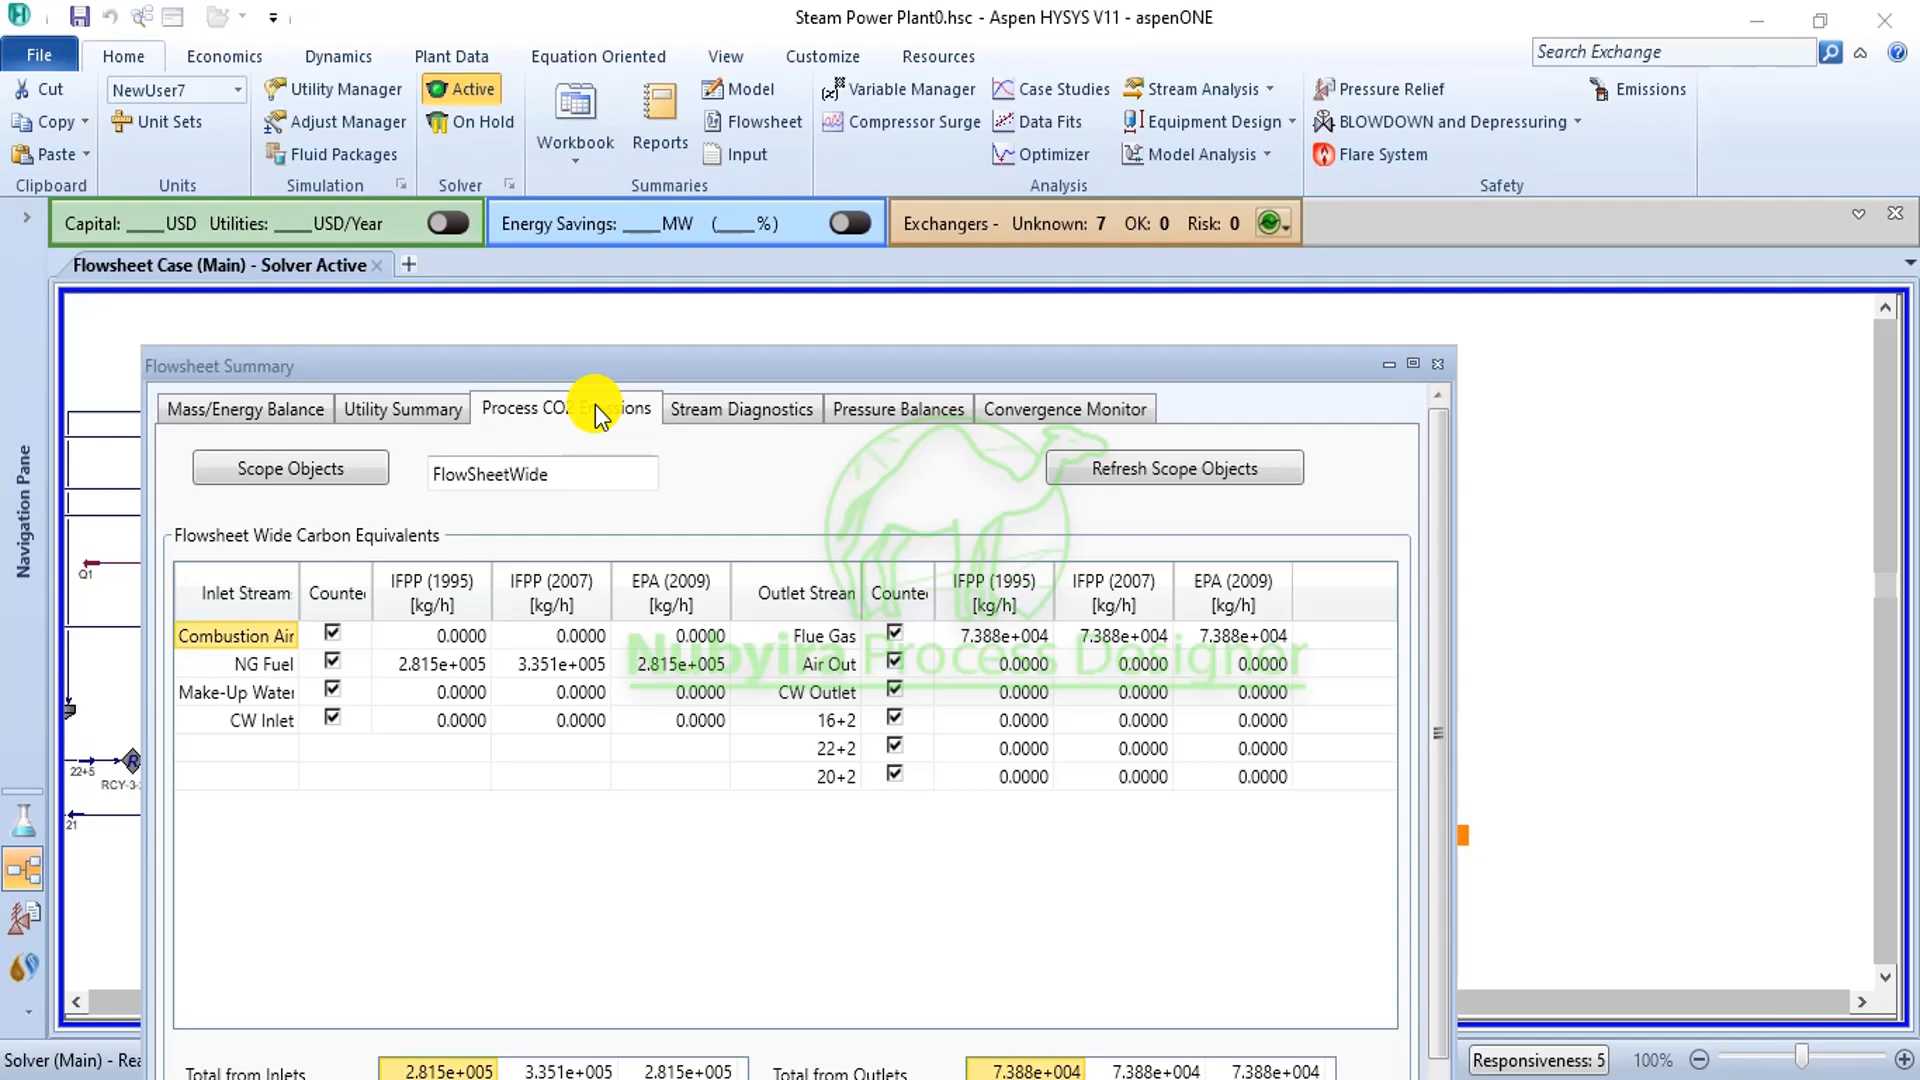 Steam Power Plant0.hsc - Aspen HYSYS V11 - aspenONE
File Home Economics Dynamics Plant Data Equation Oriented View Customize Resources Search Exchange
Cut NewUser7 Utility Manager Active Model Variable Manager Case Studies Stream Analysis Pressure Relief Emissions
Copy Unit Sets Adjust Manager On Hold Workbook Reports Flowsheet Compressor Surge Data Fits Equipment Design BLOWDOWN and Depressuring
Paste Fluid Packages Input Optimizer Model Analysis Flare System
Clipboard Units Simulation Solver Summaries Analysis Safety
Capital: ____USD Utilities: ____USD/Year Energy Savings: ____MW (____%) Exchangers - Unknown: 7 OK: 0 Risk: 0
Flowsheet Case (Main) - Solver Active
Navigation Pane
Q1
22+5
RCY-3-
21
Flowsheet Summary
Mass/Energy Balance Utility Summary Process CO2 Emissions Stream Diagnostics Pressure Balances Convergence Monitor
Scope Objects FlowSheetWide Refresh Scope Objects
Flowsheet Wide Carbon Equivalents
Inlet Stream Counte IFPP (1995) [kg/h] IFPP (2007) [kg/h] EPA (2009) [kg/h] Outlet Stream Counte IFPP (1995) [kg/h] IFPP (2007) [kg/h] EPA (2009) [kg/h]
Combustion Air 0.0000 0.0000 0.0000 Flue Gas 7.388e+004 7.388e+004 7.388e+004
NG Fuel 2.815e+005 3.351e+005 2.815e+005 Air Out 0.0000 0.0000 0.0000
Make-Up Water 0.0000 0.0000 0.0000 CW Outlet 0.0000 0.0000 0.0000
CW Inlet 0.0000 0.0000 0.0000 16+2 0.0000 0.0000 0.0000
22+2 0.0000 0.0000 0.0000
20+2 0.0000 0.0000 0.0000
Nubyira Process Designer
Total from Inlets 2.815e+005 3.351e+005 2.815e+005 Total from Outlets 7.388e+004 7.388e+004 7.388e+004
Solver (Main) - Rea Responsiveness: 5 100%